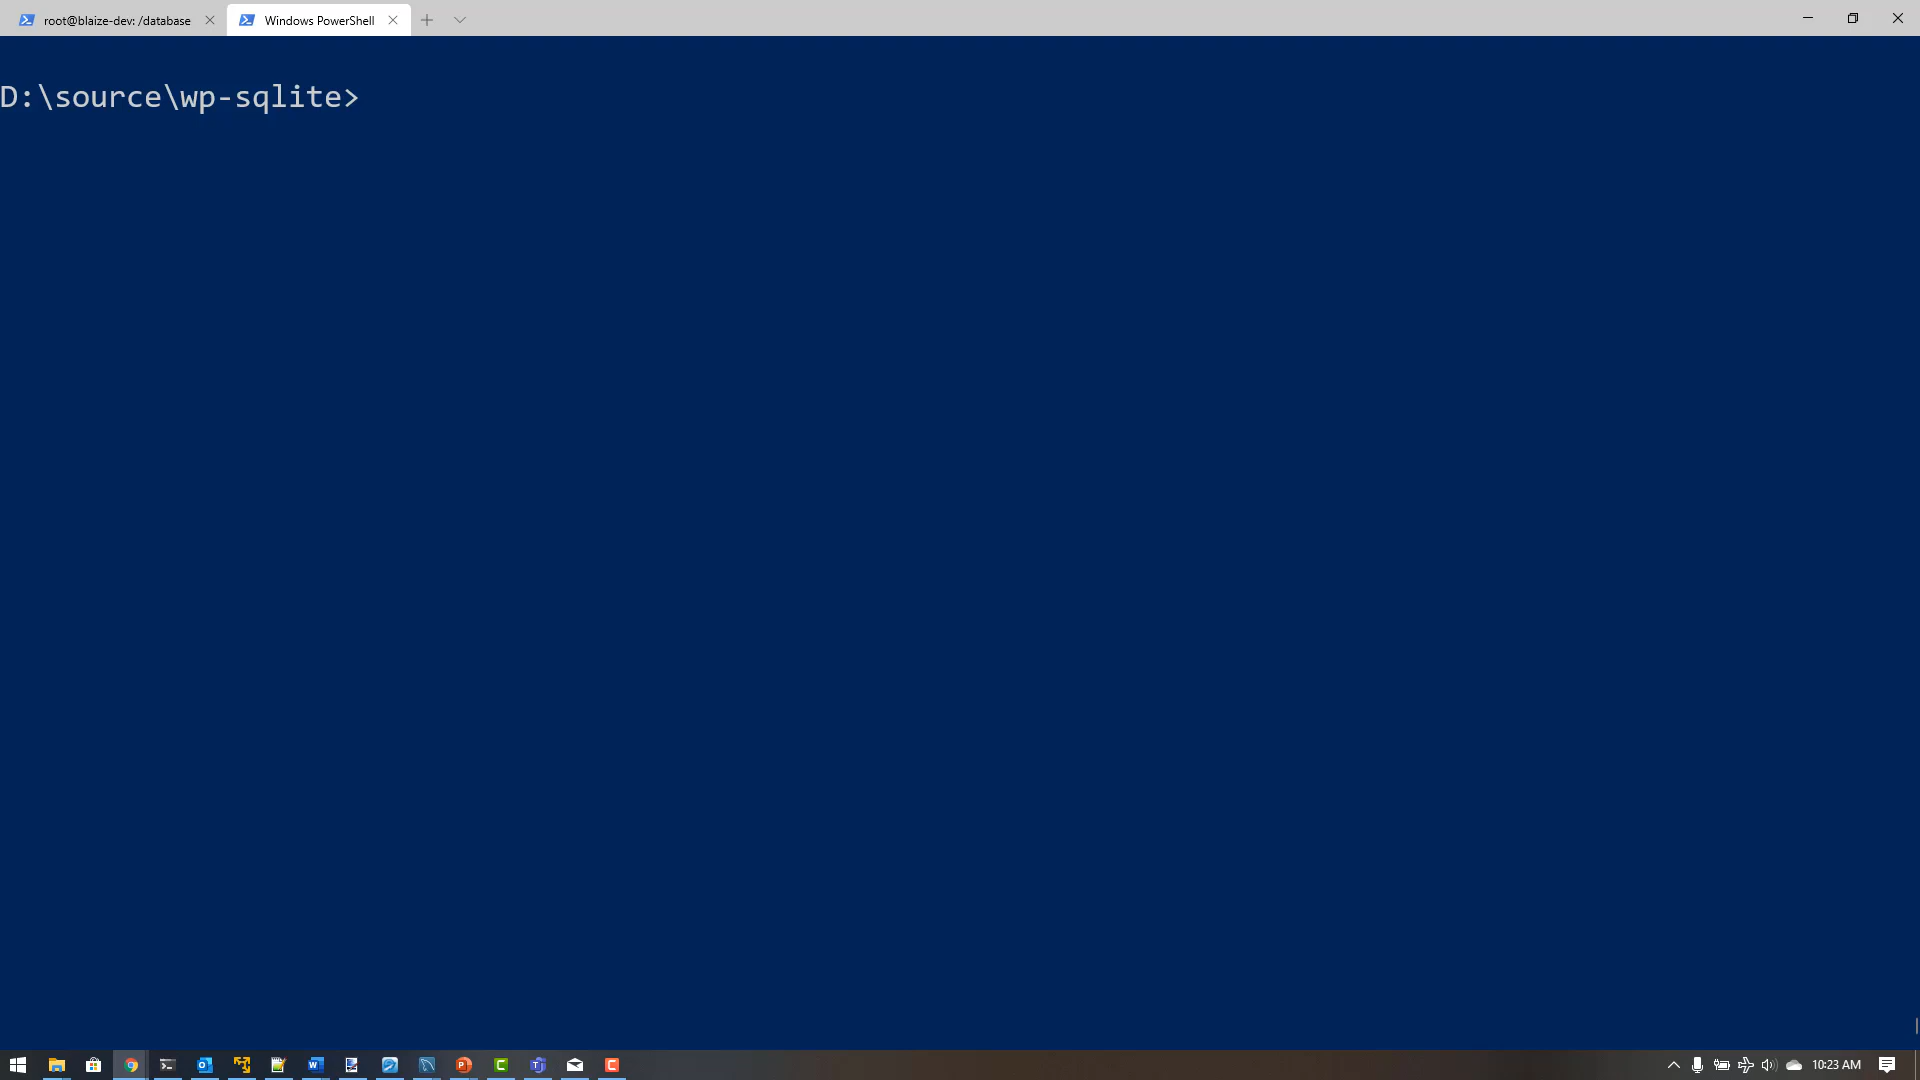 root@blaize-dev: /database
Windows PowerShell
D:\source\wp-sqlite>
10:23 AM